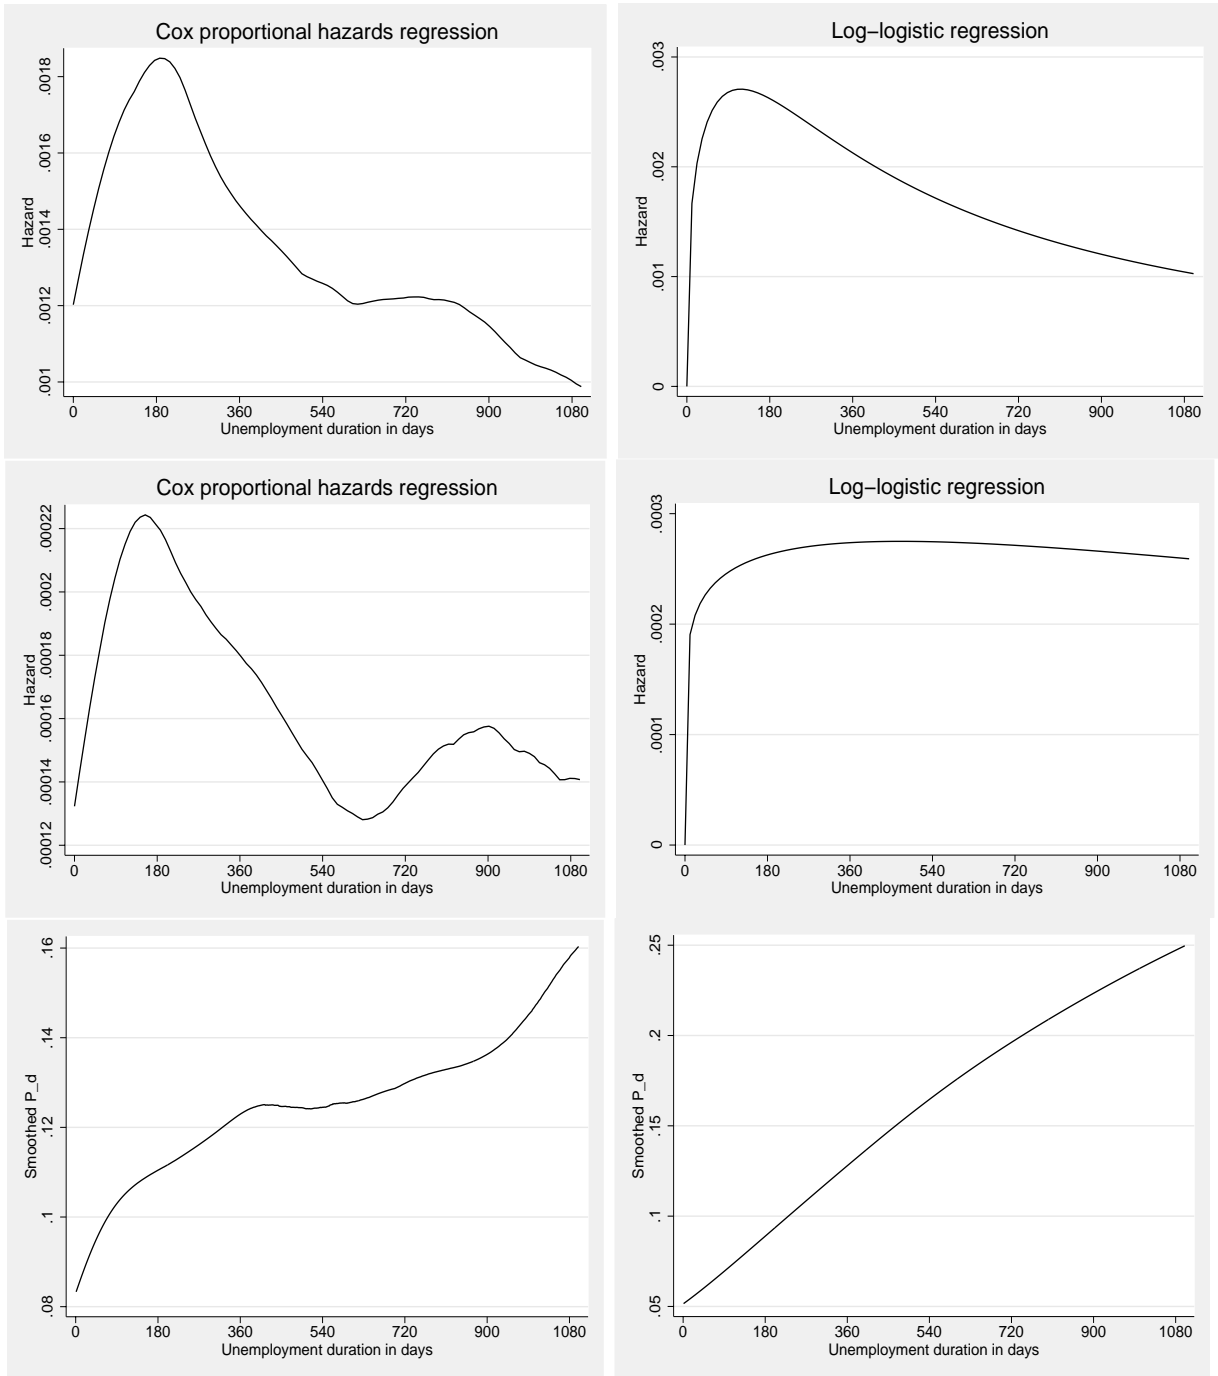 Cox proportional hazards regression
Hazard
.001 .0012 .0014 .0016 .0018
0 180 360 540 720 900 1080
Unemployment duration in days
Log−logistic regression
Hazard
0 .001 .002 .003
0 180 360 540 720 900 1080
Unemployment duration in days
Cox proportional hazards regression
Hazard
.00012 .00014 .00016 .00018 .0002 .00022
0 180 360 540 720 900 1080
Unemployment duration in days
Log−logistic regression
Hazard
0 .0001 .0002 .0003
0 180 360 540 720 900 1080
Unemployment duration in days
Smoothed P_d
.08 .1 .12 .14 .16
0 180 360 540 720 900 1080
Unemployment duration in days
Smoothed P_d
.05 .1 .15 .2 .25
0 180 360 540 720 900 1080
Unemployment duration in days